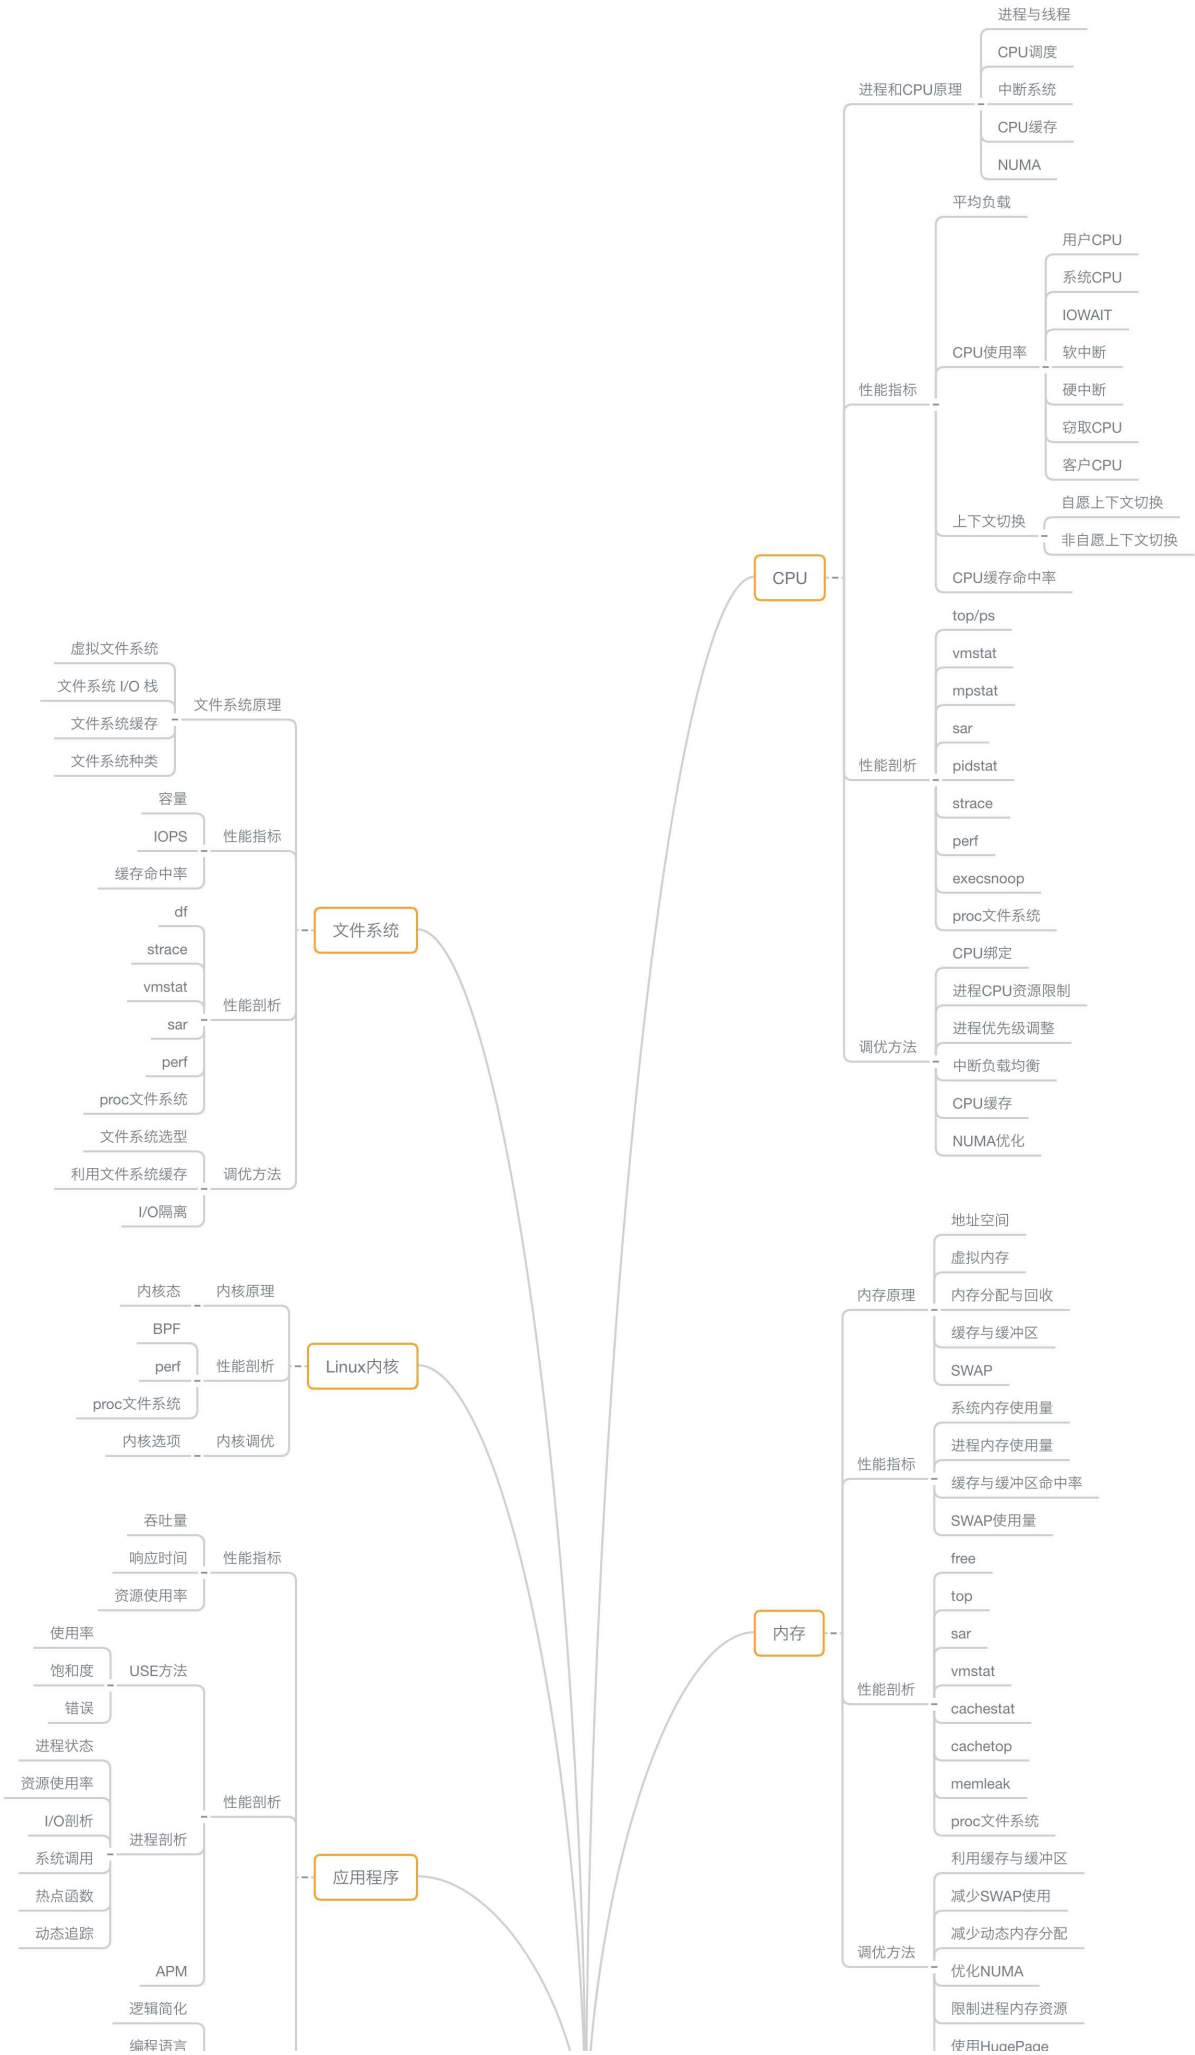 进程与线程
CPU调度
进程和CPU原理
中断系统
CPU缓存
NUMA
平均负载
用户CPU
系统CPU
IOWAIT
CPU使用率
软中断
性能指标
硬中断
窃取CPU
客户CPU
自愿上下文切换
上下文切换
非自愿上下文切换
CPU
CPU缓存命中率
top/ps
vmstat
mpstat
sar
性能剖析
pidstat
strace
perf
execsnoop
proc文件系统
CPU绑定
进程CPU资源限制
进程优先级调整
调优方法
中断负载均衡
CPU缓存
NUMA优化
虚拟文件系统
文件系统 I/O 栈
文件系统原理
文件系统缓存
文件系统种类
容量
IOPS
性能指标
缓存命中率
df
文件系统
strace
vmstat
性能剖析
sar
perf
proc文件系统
文件系统选型
利用文件系统缓存
调优方法
I/O隔离
地址空间
虚拟内存
内存原理
内存分配与回收
缓存与缓冲区
SWAP
系统内存使用量
进程内存使用量
性能指标
缓存与缓冲区命中率
SWAP使用量
free
top
sar
内存
vmstat
性能剖析
cachestat
cachetop
memleak
proc文件系统
利用缓存与缓冲区
减少SWAP使用
减少动态内存分配
调优方法
优化NUMA
限制进程内存资源
使用HugePage
内核态
内核原理
BPF
perf
性能剖析
Linux内核
proc文件系统
内核选项
内核调优
吞吐量
响应时间
性能指标
资源使用率
使用率
饱和度
USE方法
错误
进程状态
资源使用率
性能剖析
I/O剖析
进程剖析
系统调用
应用程序
热点函数
动态追踪
APM
逻辑简化
编程语言